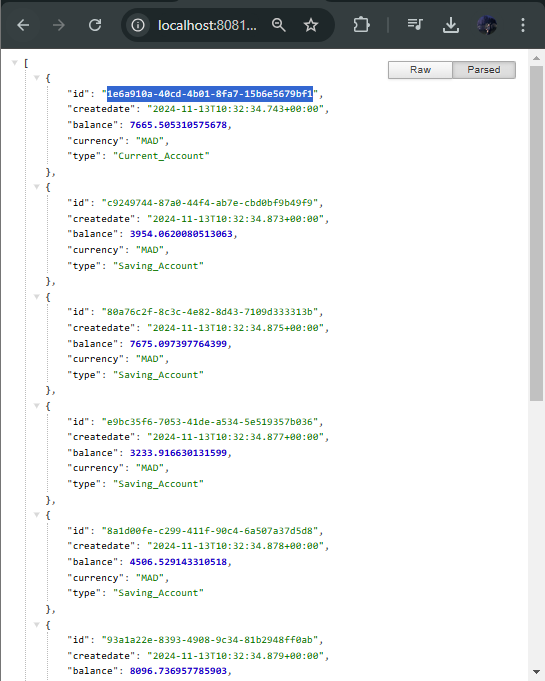 localhost:8081...
Raw
Parsed
[
{
"id": "1e6a910a-40cd-4b01-8fa7-15b6e5679bf1",
"createdate": "2024-11-13T10:32:34.743+00:00",
"balance": 7665.505310575678,
"currency": "MAD",
"type": "Current_Account"
},
{
"id": "c9249744-87a0-44f4-ab7e-cbd0bf9b49f9",
"createdate": "2024-11-13T10:32:34.873+00:00",
"balance": 3954.0620080513063,
"currency": "MAD",
"type": "Saving_Account"
},
{
"id": "80a76c2f-8c3c-4e82-8d43-7109d333313b",
"createdate": "2024-11-13T10:32:34.875+00:00",
"balance": 7675.097397764399,
"currency": "MAD",
"type": "Saving_Account"
},
{
"id": "e9bc35f6-7053-41de-a534-5e519357b036",
"createdate": "2024-11-13T10:32:34.877+00:00",
"balance": 3233.916630131599,
"currency": "MAD",
"type": "Saving_Account"
},
{
"id": "8a1d00fe-c299-411f-90c4-6a507a37d5d8",
"createdate": "2024-11-13T10:32:34.878+00:00",
"balance": 4506.529143310518,
"currency": "MAD",
"type": "Saving_Account"
},
{
"id": "93a1a22e-8393-4908-9c34-81b2948ff0ab",
"createdate": "2024-11-13T10:32:34.879+00:00",
"balance": 8096.736957785903,